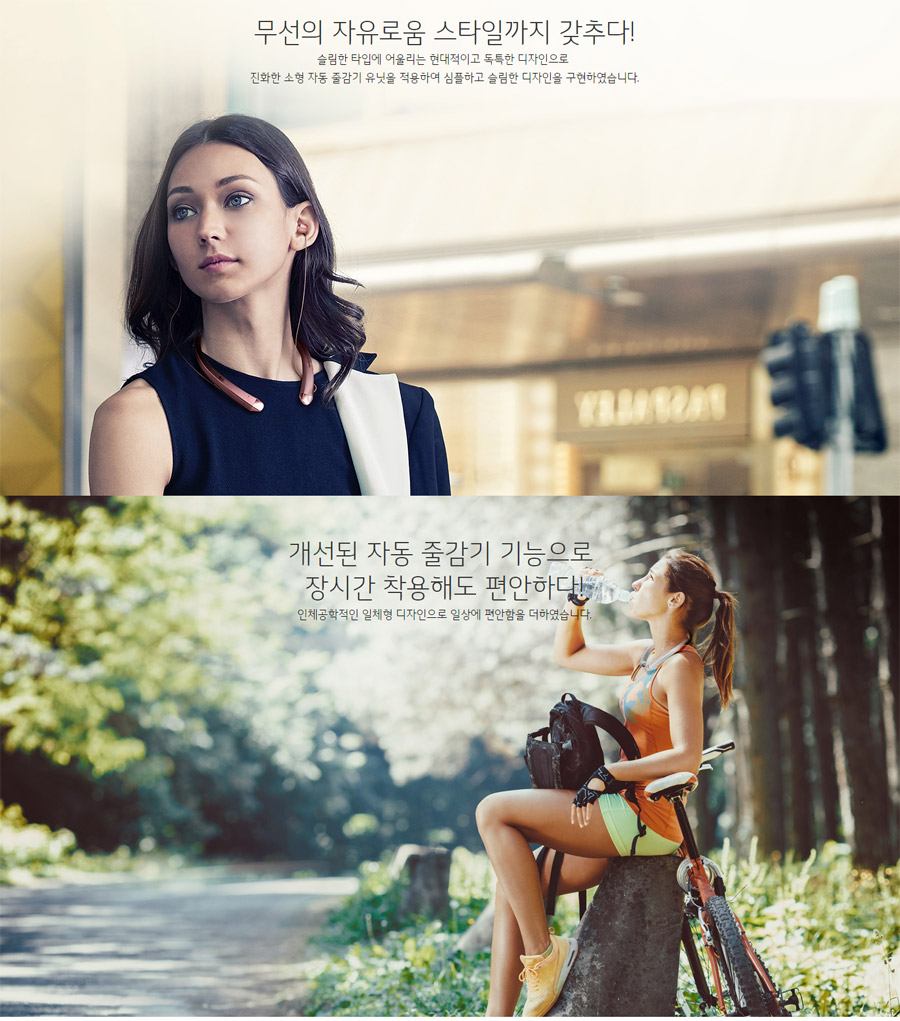 무선의 자유로움 스타일까지 갖추다!
슬림한 타입에 어울리는 현대적이고 독특한 디자인으로
진화한 소형 자동 줄감기 유닛을 적용하여 심플하고 슬림한 디자인을 구현하였습니다.
PASPALEY
개선된 자동 줄감기 기능으로
장시간 착용해도 편안하다!
인체공학적인 일체형 디자인으로 일상에 편안함을 더하였습니다.